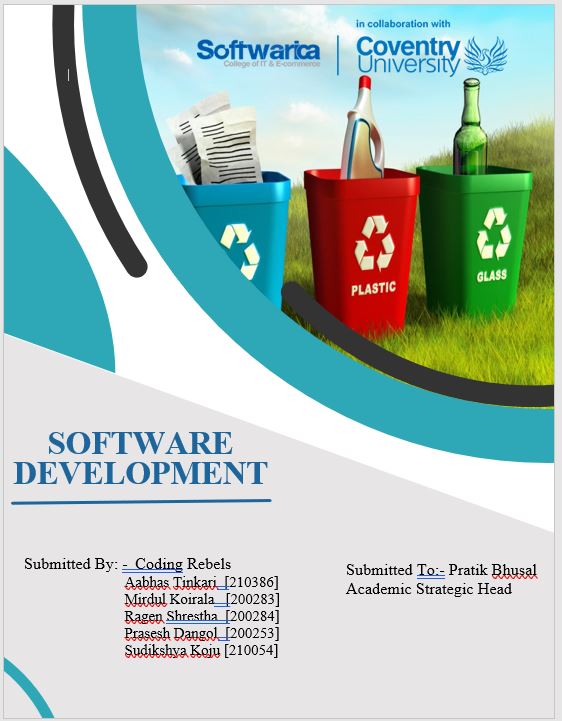 in collaboration with
Softwarica
College of IT & E-commerce
Coventry
University
PLASTIC
GLASS
SOFTWARE
DEVELOPMENT
Submitted By: - Coding Rebels
Aabhas Tinkari [210386]
Mirdul Koirala [200283]
Ragen Shrestha [200284]
Prasesh Dangol [200253]
Sudikshya Koju [210054]
Submitted To:- Pratik Bhusal
Academic Strategic Head